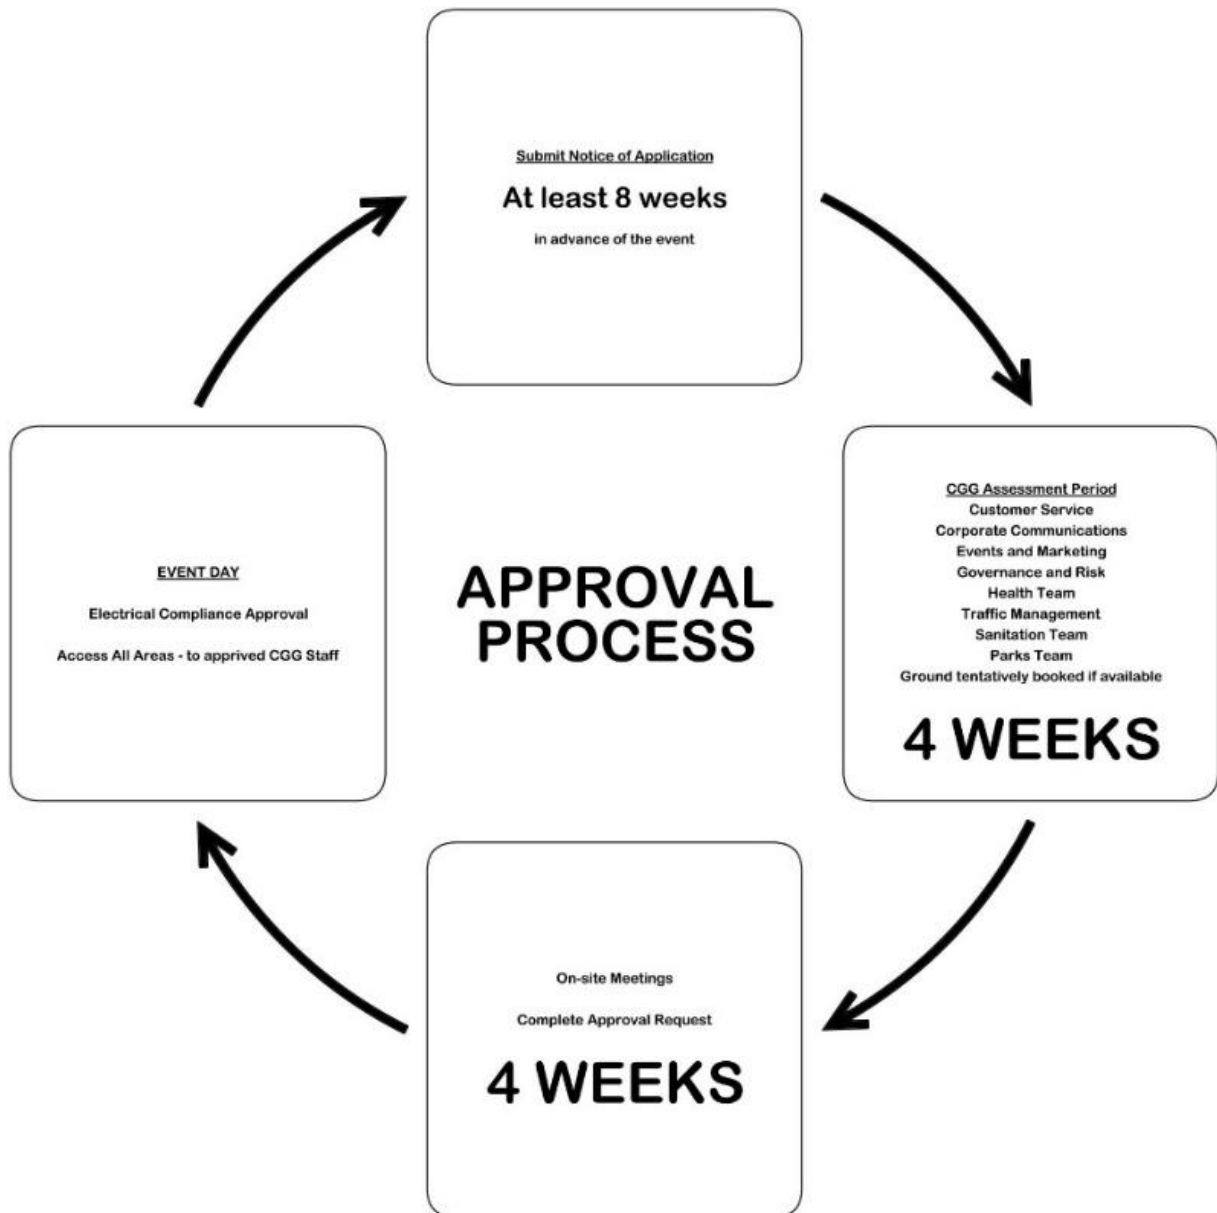 Submit Notice of Application
At least 8 weeks
in advance of the event
CGG Assessment Period
Customer Service
Corporate Communications
Events and Marketing
Governance and Risk
Health Team
Traffic Management
Sanitation Team
Parks Team
Ground tentatively booked if available
4 WEEKS
On-site Meetings
Complete Approval Request
4 WEEKS
EVENT DAY
Electrical Compliance Approval
Access All Areas - to apprived CGG Staff
APPROVAL
PROCESS